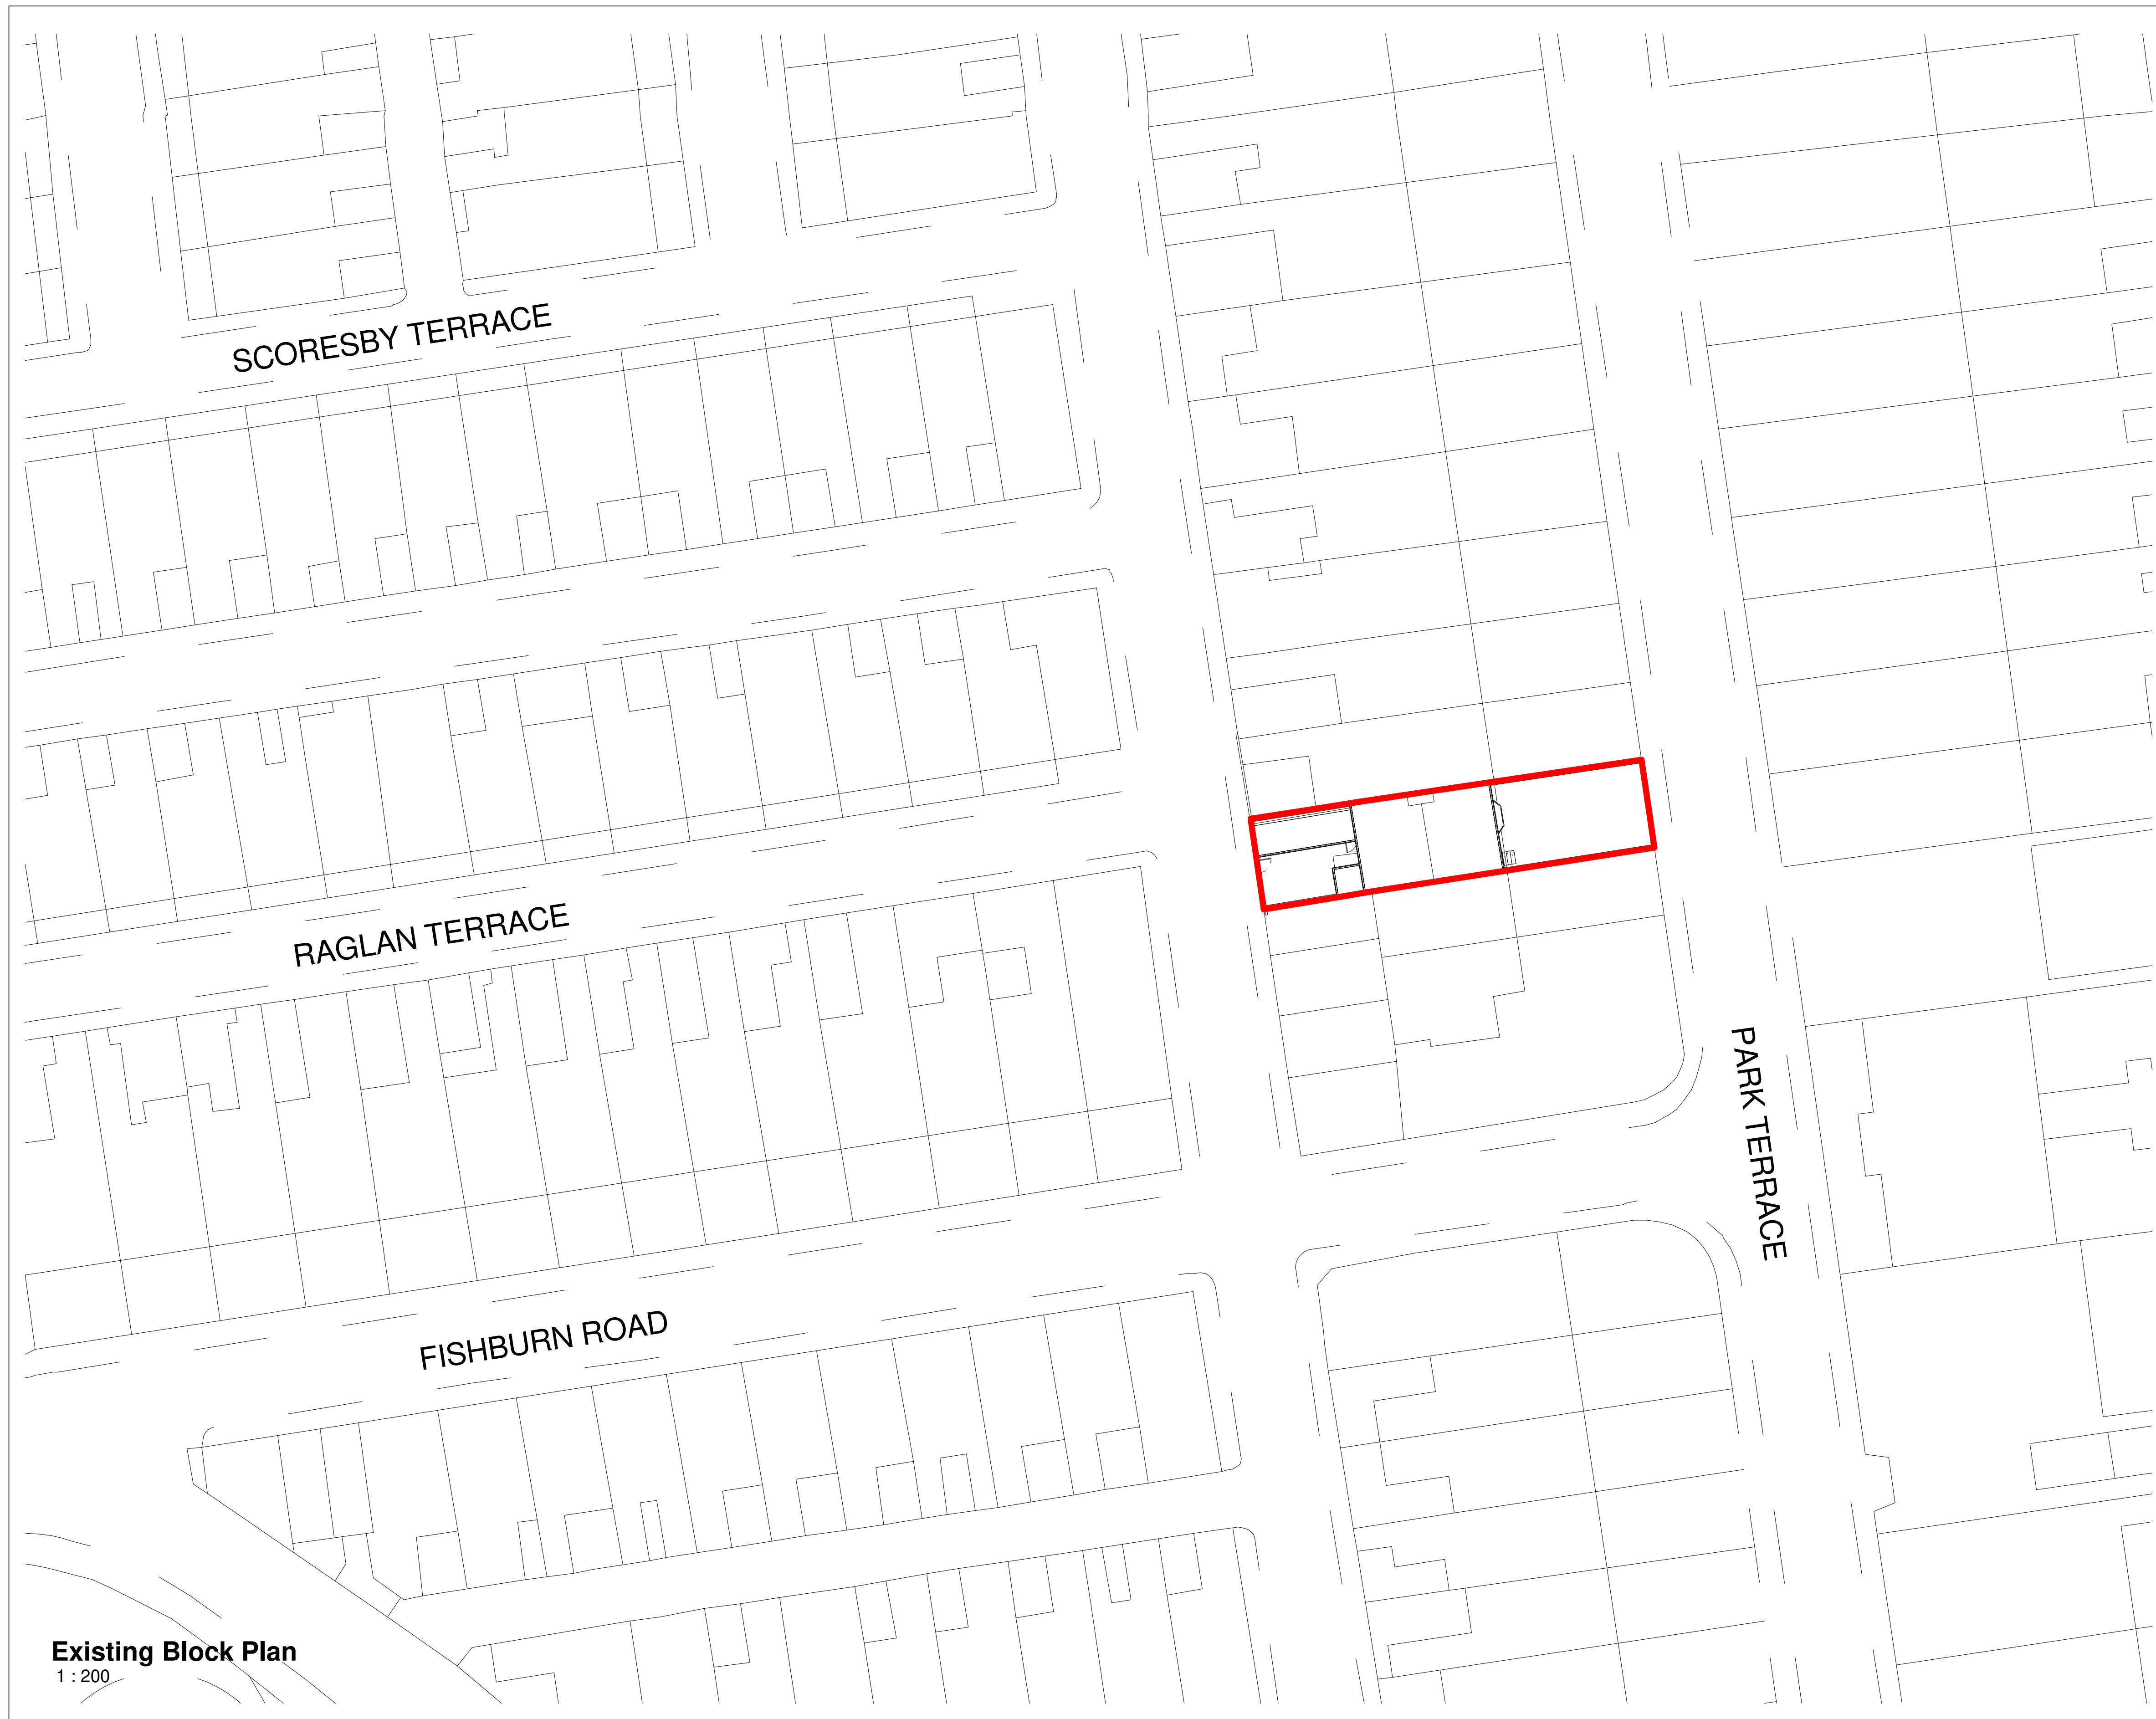 SCORESBY TERRACE
RAGLAN TERRACE
PARK TERRACE
FISHBURN ROAD
Existing Block Plan
1 : 200